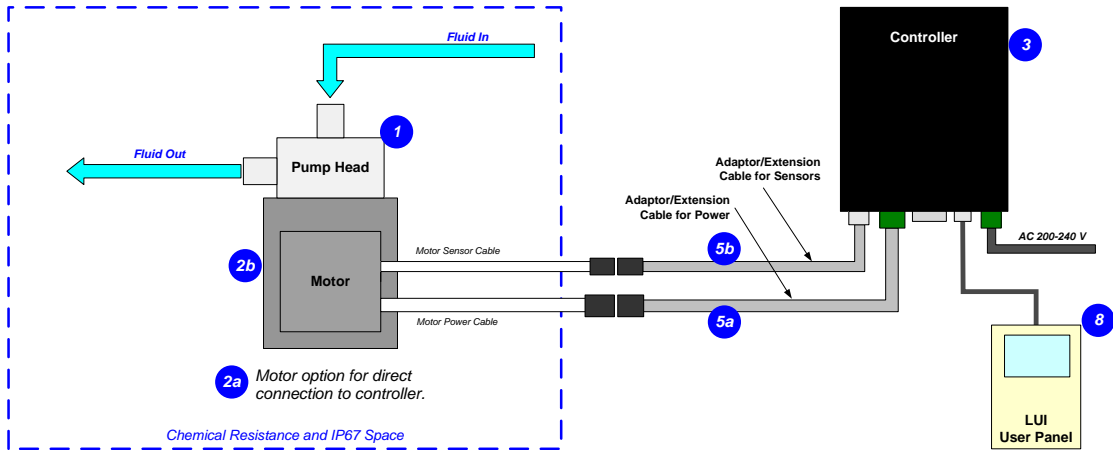 Fluid In
Controller
3
1
Fluid Out
Pump Head
Adaptor/Extension
Cable for Sensors
Adaptor/Extension
Cable for Power
AC 200-240 V
Motor Sensor Cable
5b
2b
Motor
Motor Power Cable
5a
8
2a
Motor option for direct
connection to controller.
LUI
User Panel
Chemical Resistance and IP67 Space